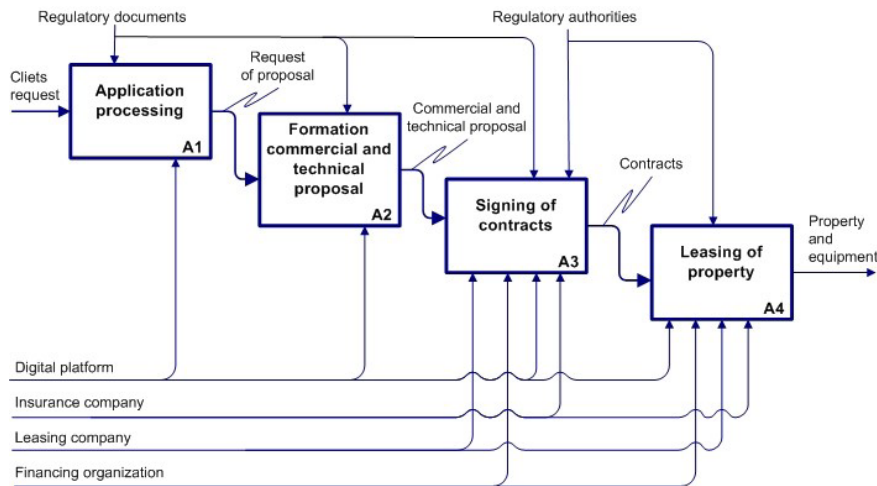 Regulatory documents
Regulatory authorities
Cliets
request
Application
processing
A1
Request
of proposal
Formation
commercial and
technical
proposal
A2
Commercial and
technical proposal
Signing of
contracts
A3
Contracts
Leasing of
property
A4
Property
and
equipment
Digital platform
Insurance company
Leasing company
Financing organization